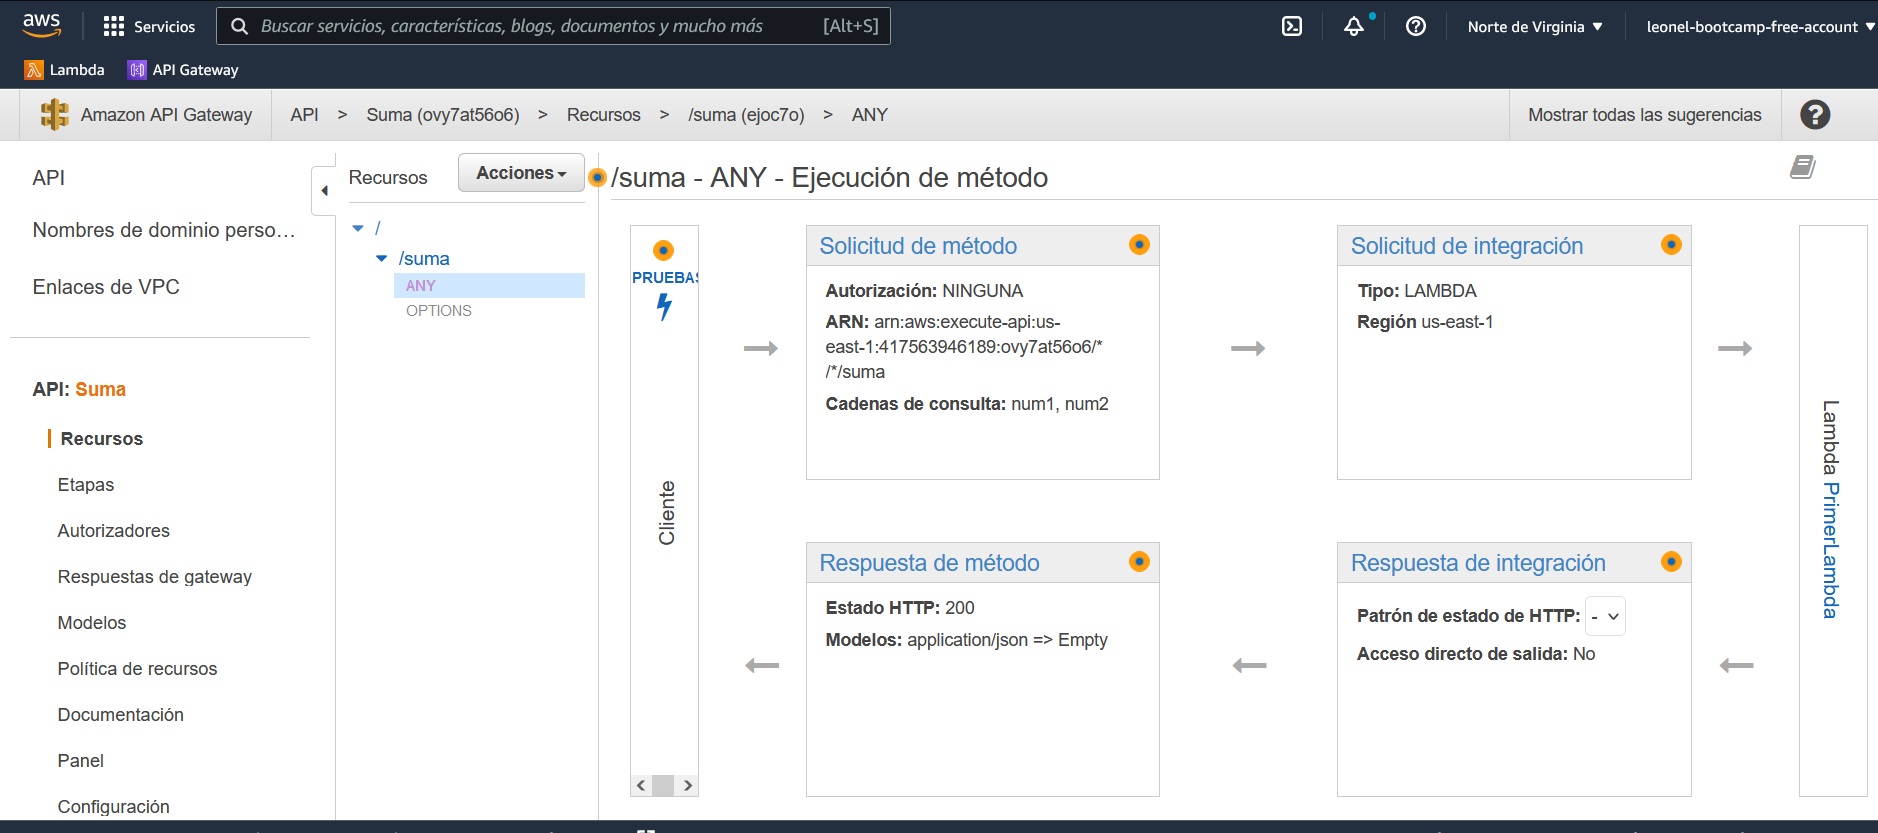 aws
Servicios
Buscar servicios, características, blogs, documentos y mucho más [Alt+S]
Norte de Virginia
leonel-bootcamp-free-account
Lambda
API Gateway
Amazon API Gateway
API > Suma (ovy7at56o6) > Recursos > /suma (ejoc7o) > ANY
Mostrar todas las sugerencias
API
Nombres de dominio perso…
Enlaces de VPC
API: Suma
Recursos
Etapas
Autorizadores
Respuestas de gateway
Modelos
Política de recursos
Documentación
Panel
Configuración
Recursos
Acciones
/
/suma
ANY
OPTIONS
/suma - ANY - Ejecución de método
PRUEBAS
Cliente
Solicitud de método
Autorización: NINGUNA
ARN: arn:aws:execute-api:us-
east-1:417563946189:ovy7at56o6/*
/*/suma
Cadenas de consulta: num1, num2
Solicitud de integración
Tipo: LAMBDA
Región us-east-1
Lambda PrimerLambda
Respuesta de método
Estado HTTP: 200
Modelos: application/json => Empty
Respuesta de integración
Patrón de estado de HTTP: -
Acceso directo de salida: No